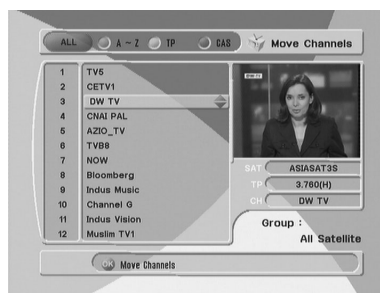 ALL A ~ Z TP CAS Move Channels
1 TV5
2 CETV1
3 DW TV
4 CNAI PAL
5 AZIO_TV
6 TVB8
7 NOW
8 Bloomberg
9 Indus Music
10 Channel G
11 Indus Vision
12 Muslim TV1
SAT ASIASAT3S
TP 3.760(H)
CH DW TV
Group :
All Satellite
OK Move Channels